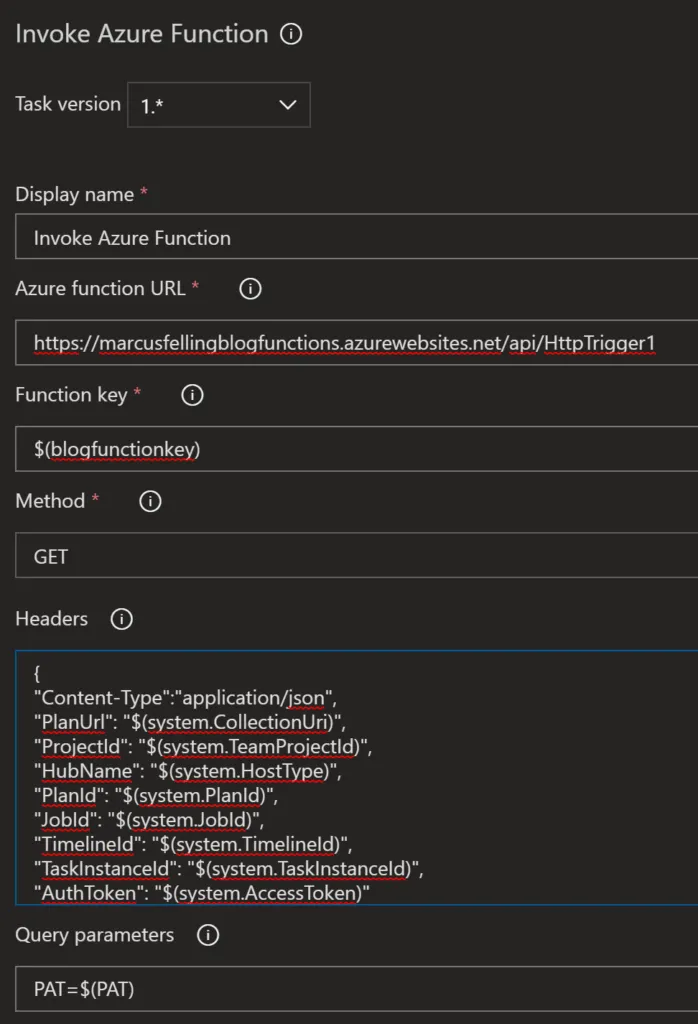 Invoke Azure Function
Task version 1.*
Display name *
Invoke Azure Function
Azure function URL *
https://marcusfellingblogfunctions.azurewebsites.net/api/HttpTrigger1
Function key *
$(blogfunctionkey)
Method *
GET
Headers
{
"Content-Type":"application/json",
"PlanUrl": "$(system.CollectionUri)",
"ProjectId": "$(system.TeamProjectId)",
"HubName": "$(system.HostType)",
"PlanId": "$(system.PlanId)",
"JobId": "$(system.JobId)",
"TimelineId": "$(system.TimelineId)",
"TaskInstanceId": "$(system.TaskInstanceId)",
"AuthToken": "$(system.AccessToken)"
Query parameters
PAT=$(PAT)